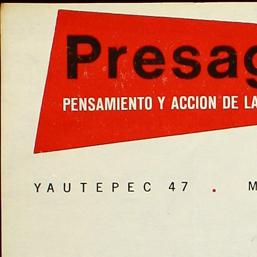 Presag
PENSAMIENTO Y ACCION DE LA
YAUTEPEC 47 . M